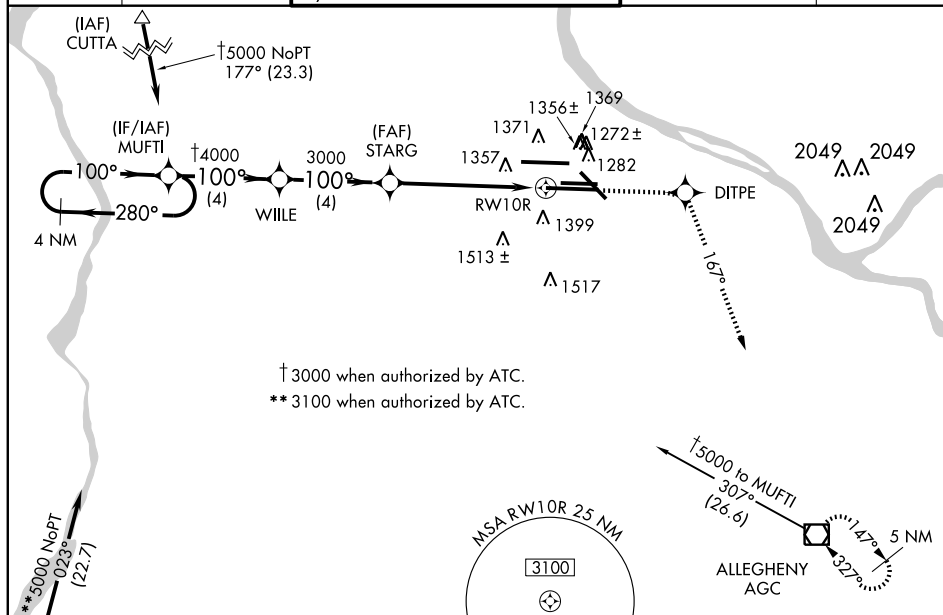 (IAF)
CUTTA
†5000 NoPT
177° (23.3)
(IF/IAF)
MUFTI
100°
280°
4 NM
†4000
100°
(4)
WIILE
3000
100°
(4)
(FAF)
STARG
1371
1356 ±
1369
1272 ±
1282
1357
RW10R
1399
1513 ±
1517
DITPE
167°
2049
2049
2049
†3000 when authorized by ATC.
**3100 when authorized by ATC.
**5000 NoPT
023°
(22.7)
MSA RW10R 25 NM
3100
†5000 to MUFTI
307°
(26.6)
ALLEGHENY
AGC
147°
327°
5 NM